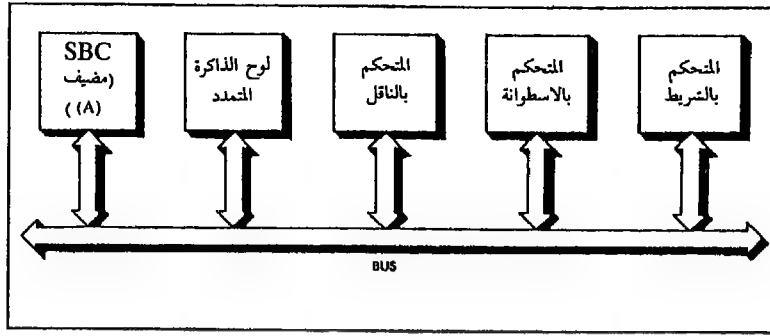 SBC
(مضيف
((A)
لوح الذاكرة
المتمدد
المتحكم
بالناقل
المتحكم
بالاسطوانة
المتحكم
بالشريط
BUS